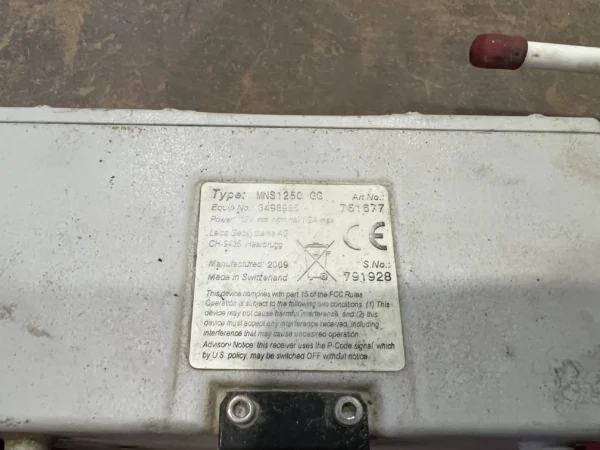 Type: MNS1250 GG Art.No.:
Equip.No.: 3498955 761677
Power: 12V nom.
Leica Geosystems AG
CH-9435 Heerbrugg
CE
Manufactured: 2009 S.No.:
Made in Switzerland 791928
This device complies with part 15 of the FCC Rules
Operation is subject to the following two conditions: (1) This
device may not cause harmful interference, and (2) this
device must accept any interference received, including
interference that may cause undesired operation.
Advisory Notice: this receiver uses the P-Code signal, which
by U.S. policy, may be switched OFF without notice.